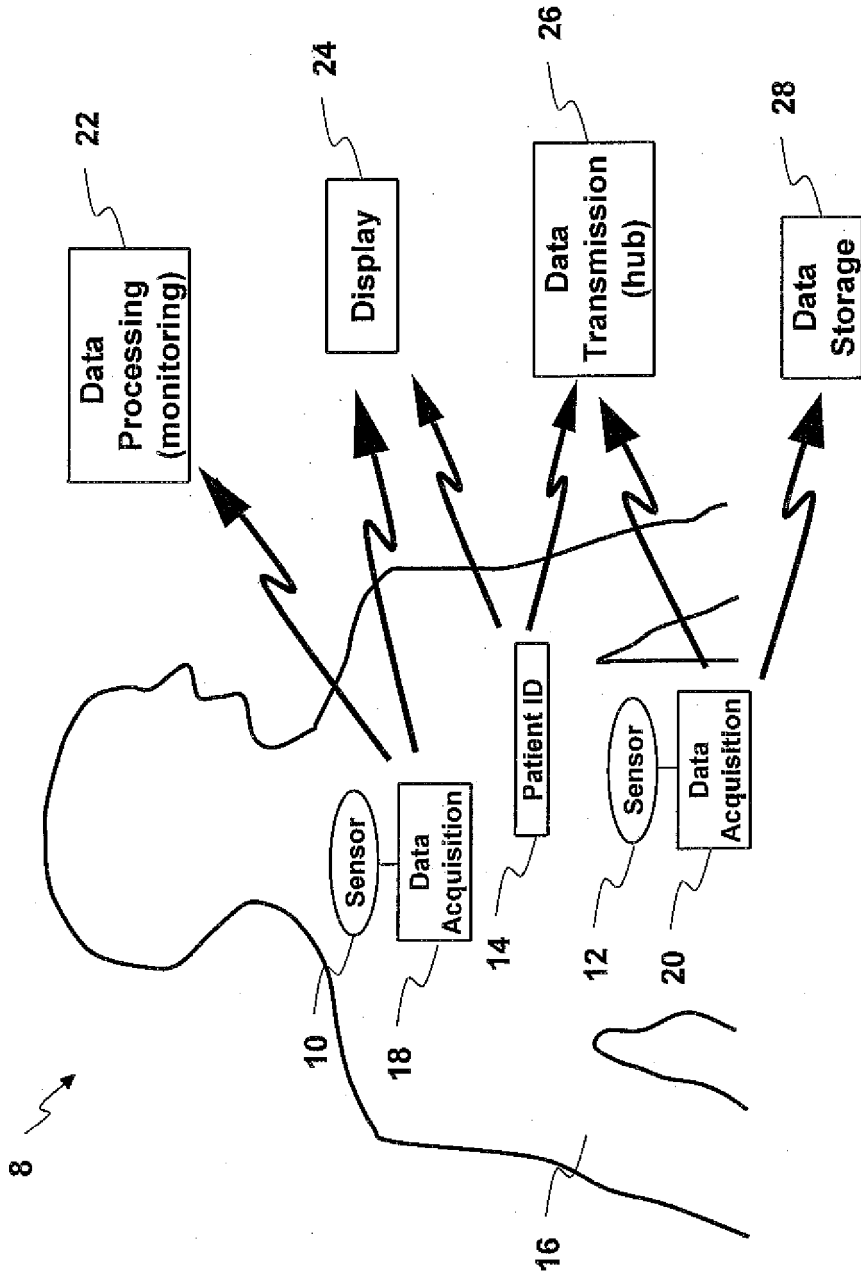 8
22
Data
Processing
(monitoring)
24
Display
10
Sensor
18
Data
Acquisition
14
Patient ID
26
Data
Transmission
(hub)
12
Sensor
16
20
Data
Acquisition
28
Data
Storage